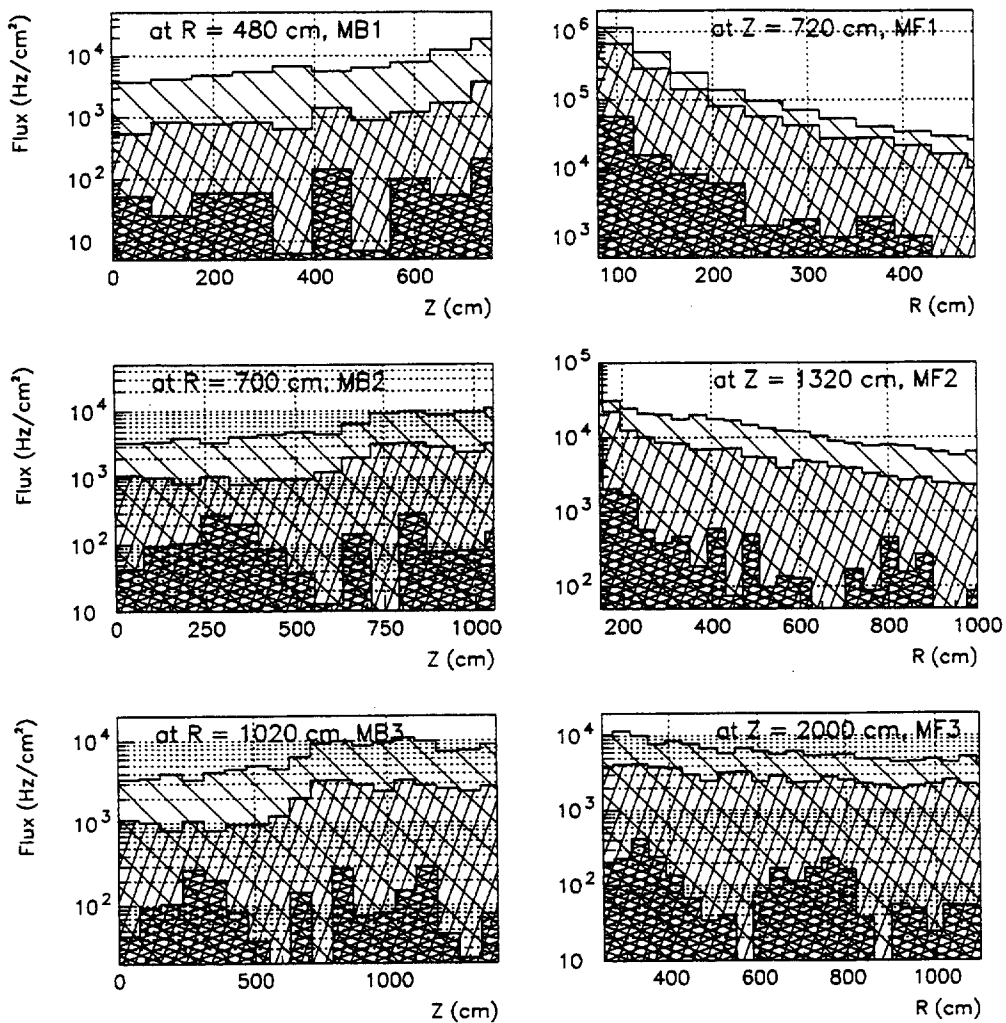 at R = 480 cm, MB1
Flux (Hz/cm²)
10⁴
10³
10²
10
0 200 400 600
Z (cm)
at Z = 720 cm, MF1
10⁶
10⁵
10⁴
10³
100 200 300 400
R (cm)
at R = 700 cm, MB2
Flux (Hz/cm²)
10⁴
10³
10²
10
0 250 500 750 1000
Z (cm)
at Z = 1320 cm, MF2
10⁵
10⁴
10³
10²
200 400 600 800 1000
R (cm)
at R = 1020 cm, MB3
Flux (Hz/cm²)
10⁴
10³
10²
0 500 1000
Z (cm)
at Z = 2000 cm, MF3
10⁴
10³
10²
10
400 600 800 1000
R (cm)